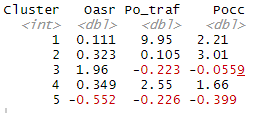 Cluster Oasr Po_traf Pocc
<int> <dbl> <dbl> <dbl>
1 0.111 9.95 2.21
2 0.323 0.105 3.01
3 1.96 -0.223 -0.0559
4 0.349 2.55 1.66
5 -0.552 -0.226 -0.399